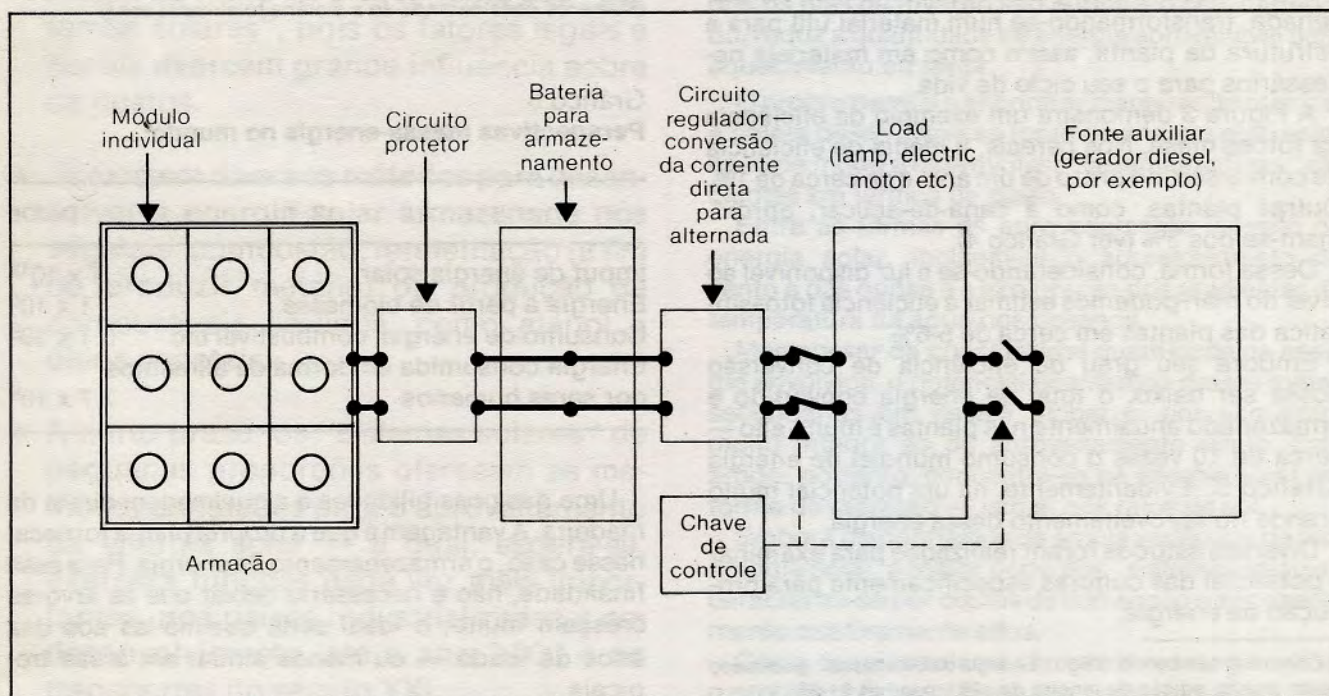 Módulo
individual
Circuito
protetor
Bateria
para
armaze-
namento
Circuito
regulador
conversão
da corrente
direta
para
alternada
Load
(lamp, electric
motor etc)
Fonte auxiliar
(gerador diesel,
por exemplo)
Armação
Chave
de
controle